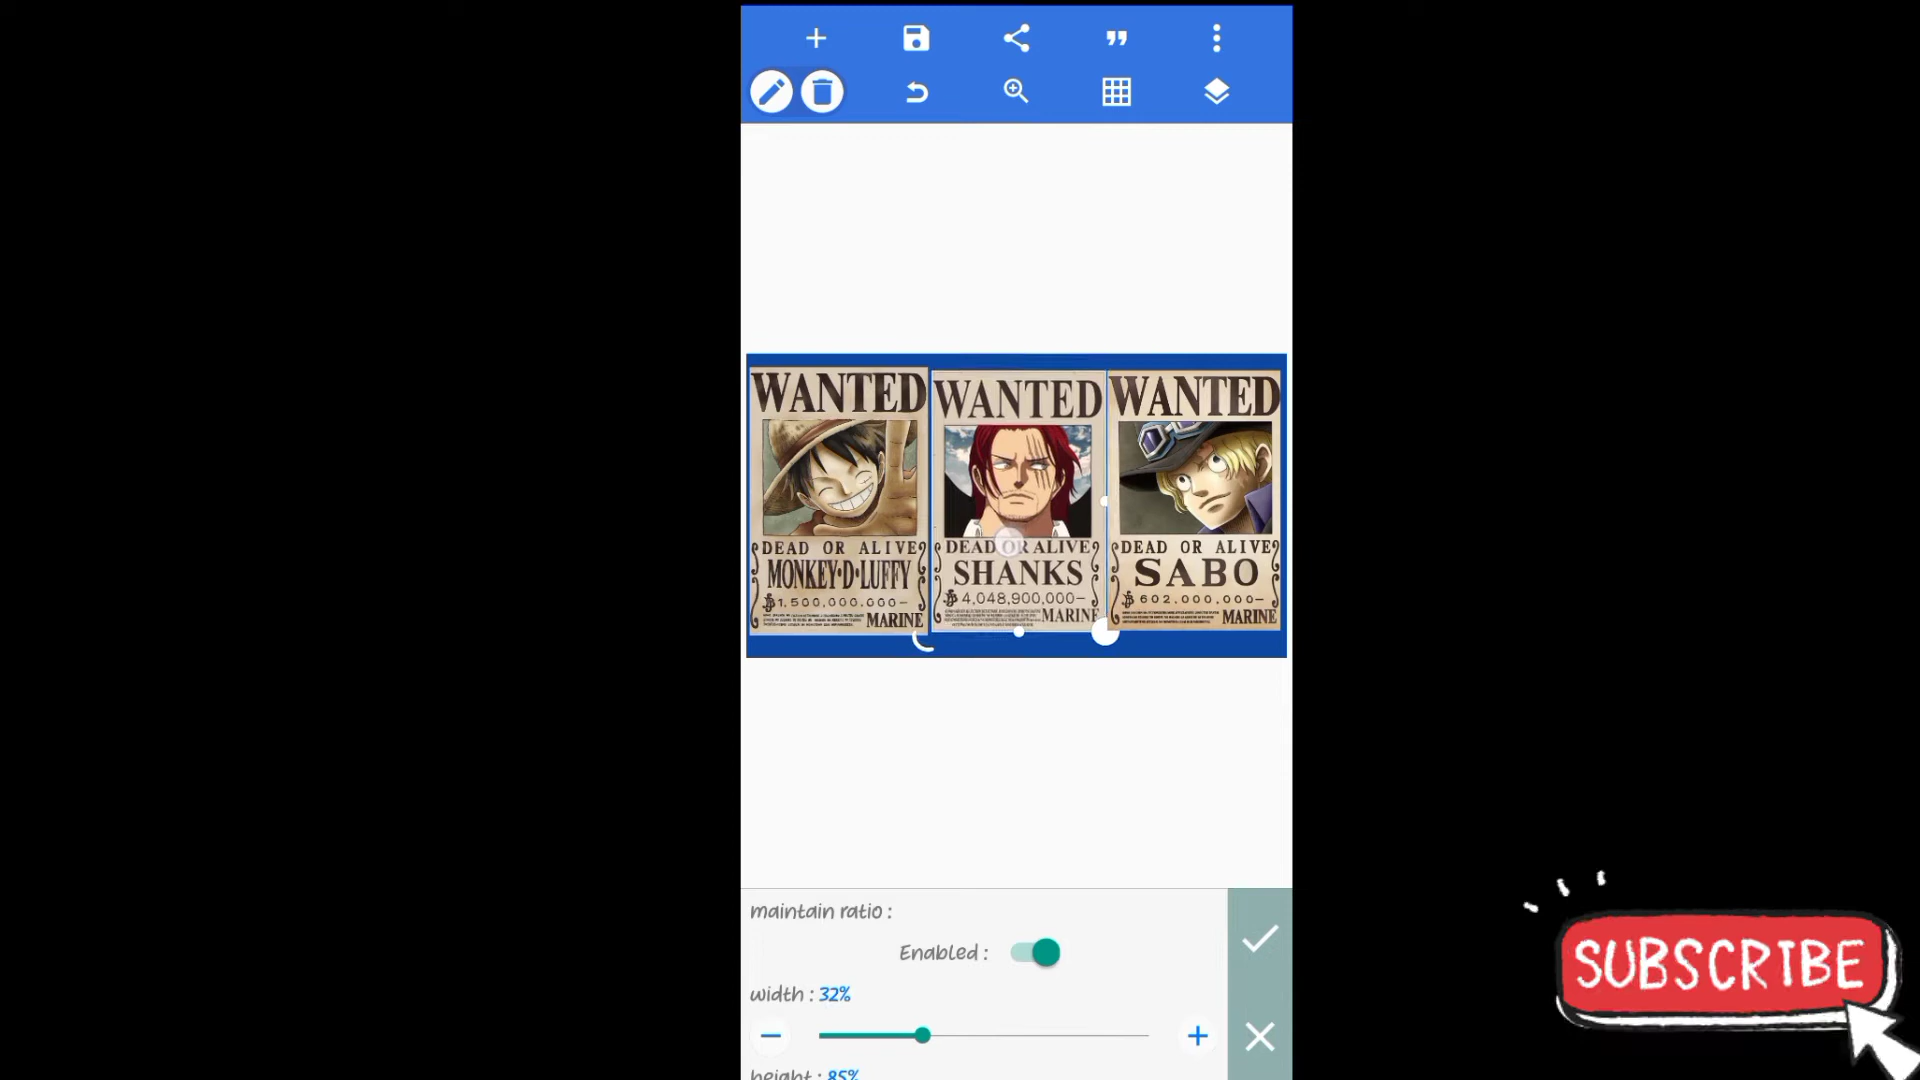 WANTED
DEAD OR ALIVE
MONKEY·D·LUFFY
1,500,000,000-
MARINE
WANTED
DEAD OR ALIVE
SHANKS
4,048,900,000-
MARINE
WANTED
DEAD OR ALIVE
SABO
602,000,000-
MARINE
maintain ratio :
Enabled :
width : 32%
height : 85%
SUBSCRIBE